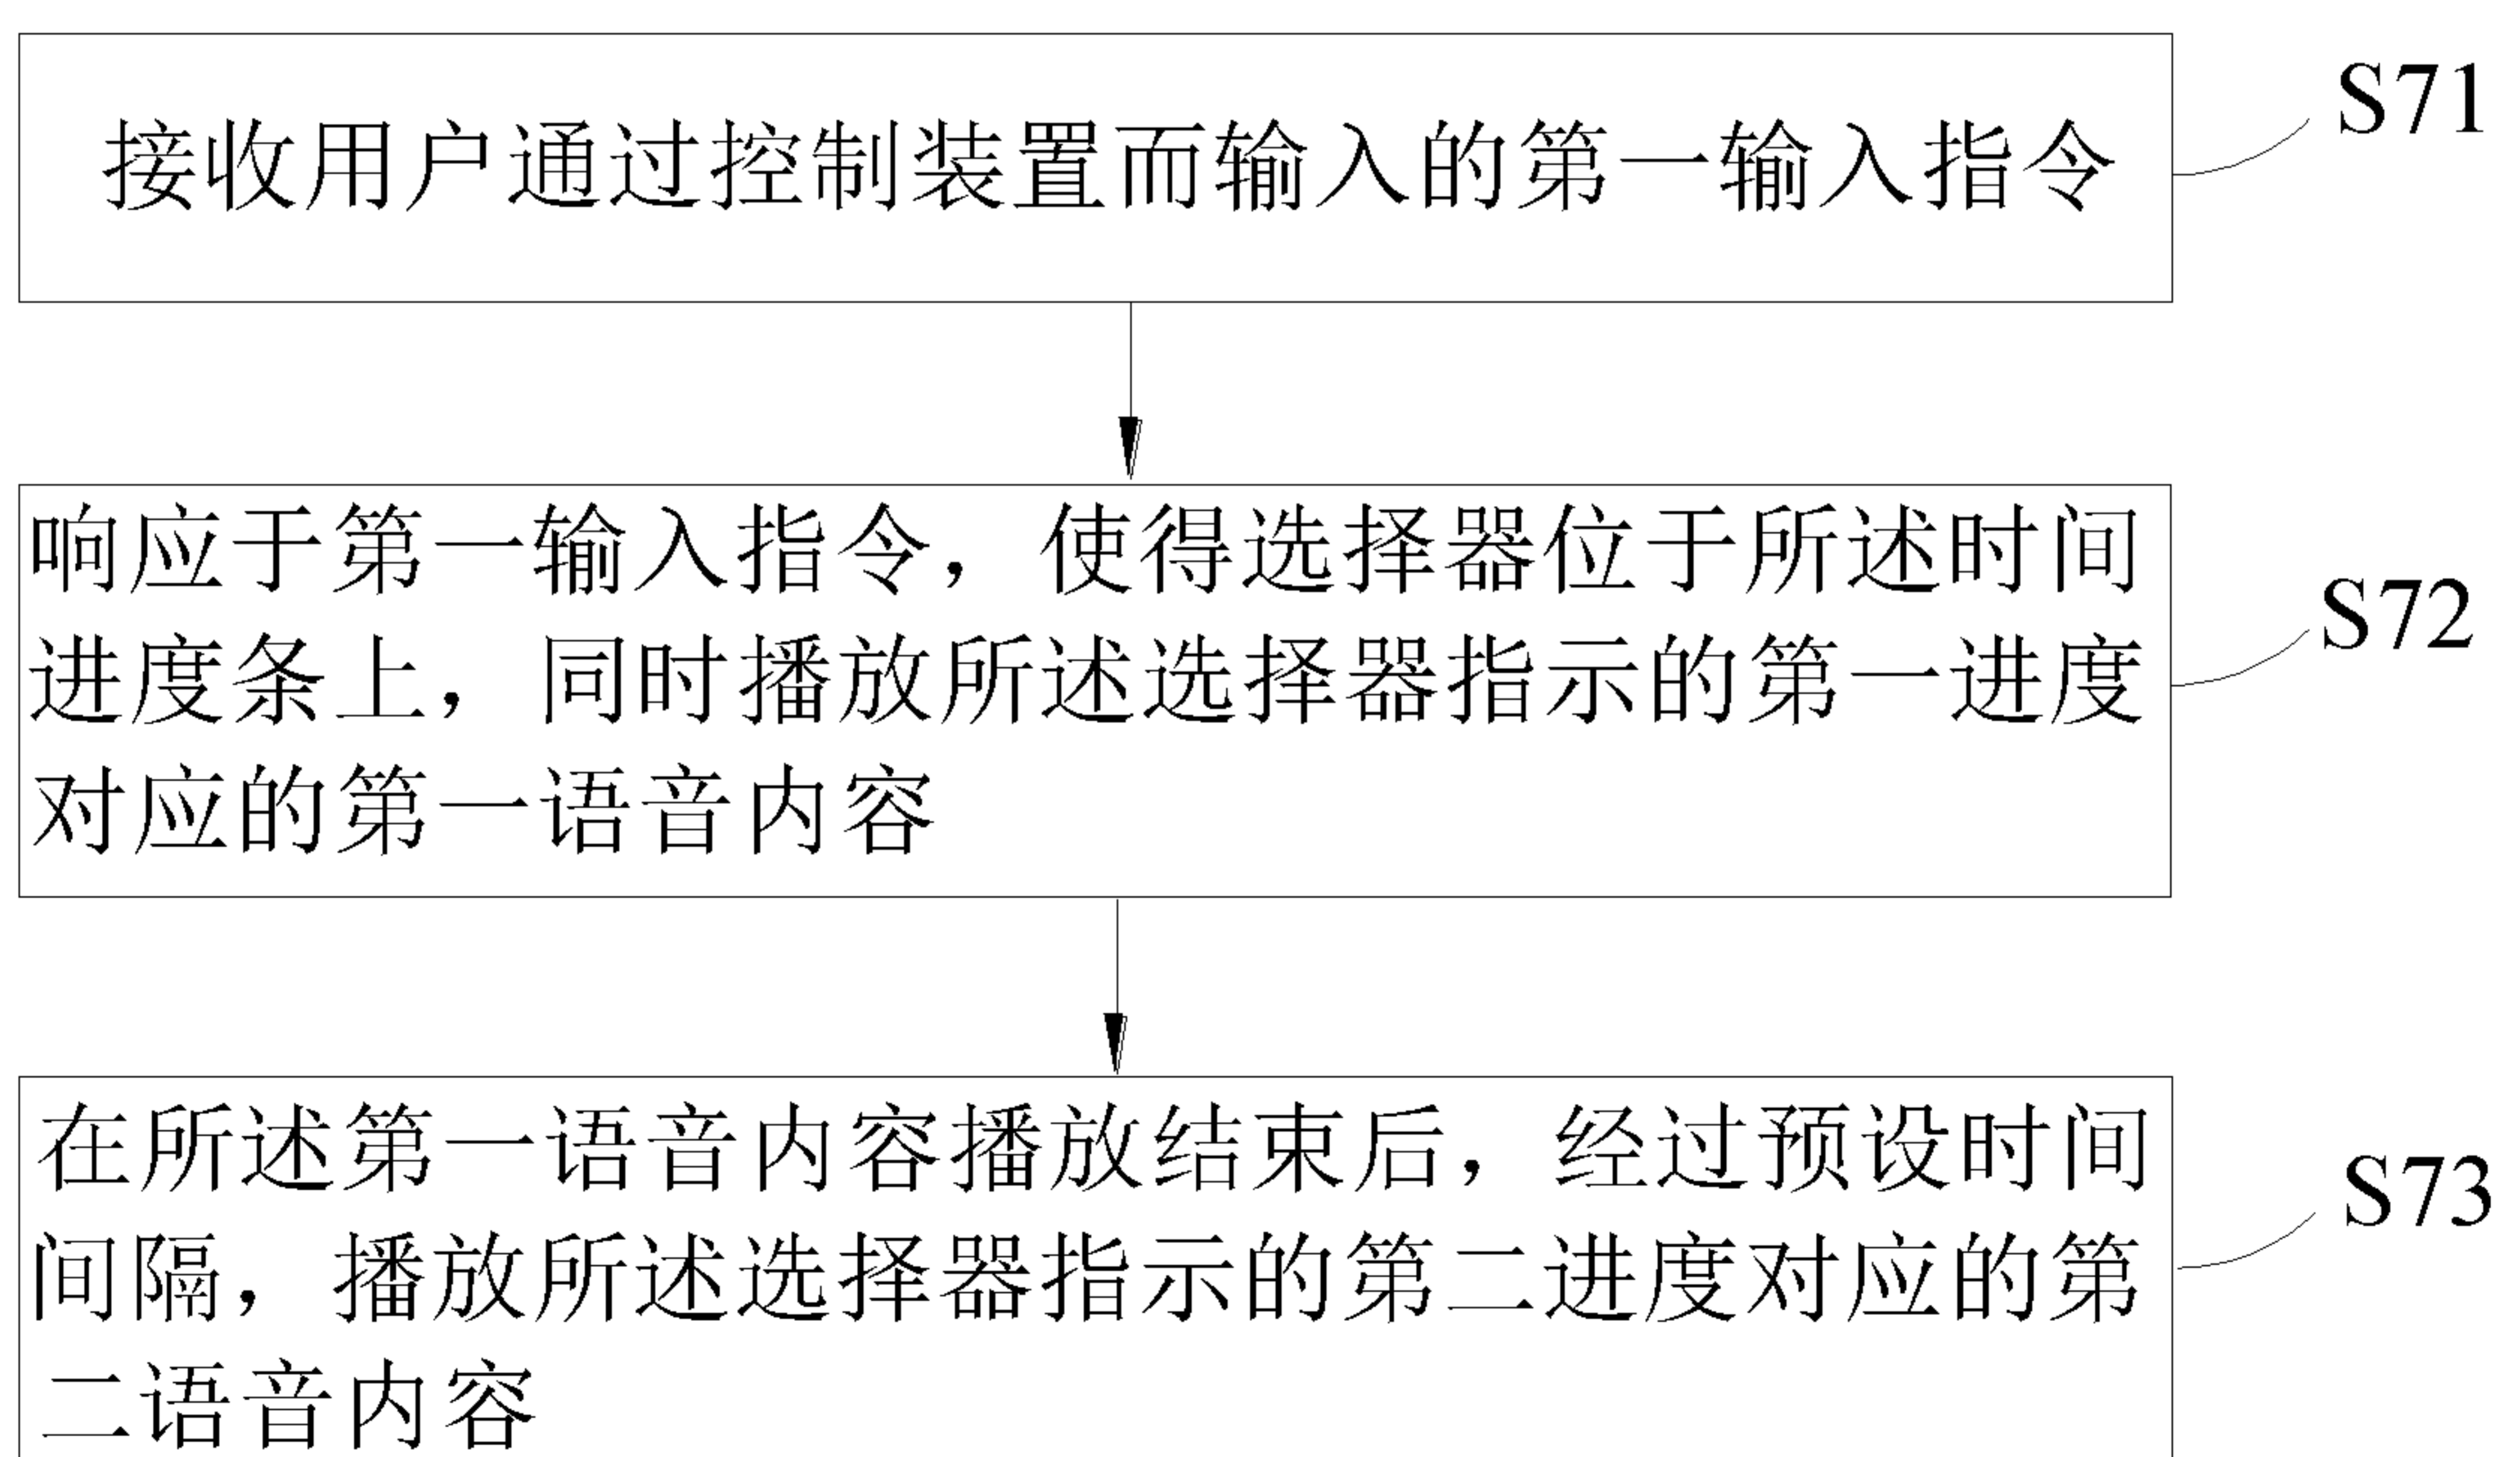 接收用户通过控制装置而输入的第一输入指令
S71
响应于第一输入指令，使得选择器位于所述时间
进度条上，同时播放所述选择器指示的第一进度
对应的第一语音内容
S72
在所述第一语音内容播放结束后，经过预设时间
间隔，播放所述选择器指示的第二进度对应的第
二语音内容
S73